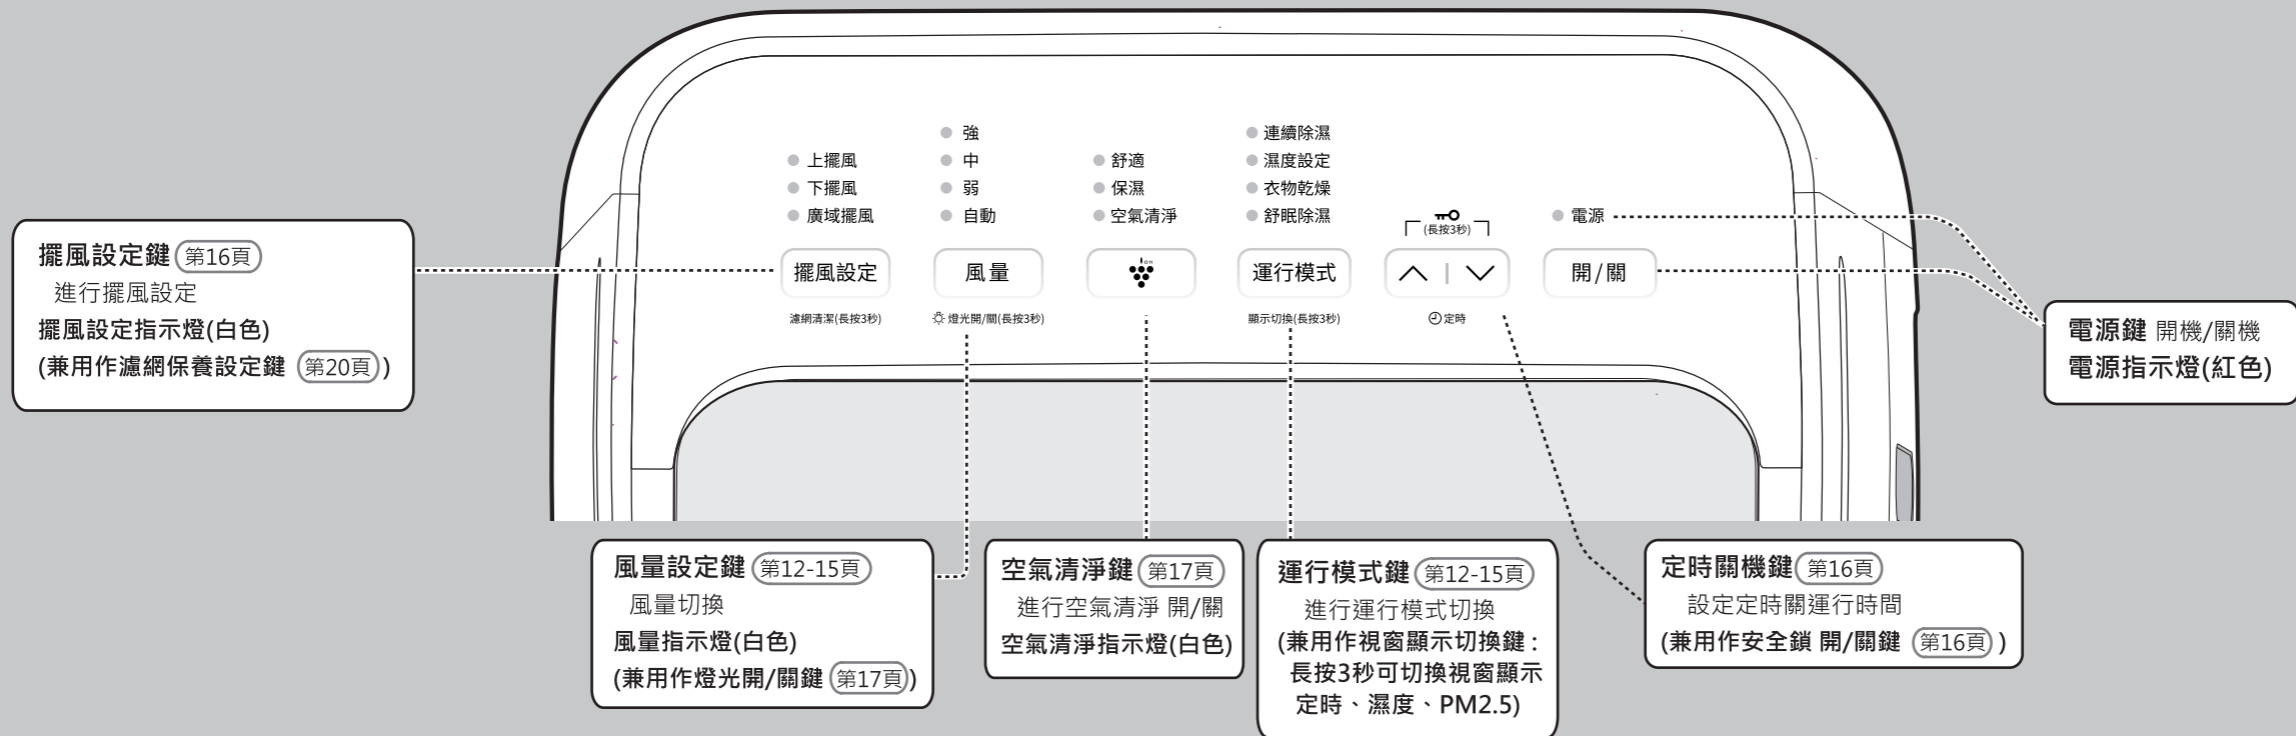 強
連續除濕
上擺風
中
舒適
濕度設定
下擺風
弱
保濕
衣物乾燥
廣域擺風
自動
空氣清淨
舒眠除濕
(長按3秒)
電源
擺風設定
風量
ion
運行模式
開/關
濾網清潔(長按3秒)
燈光開/關(長按3秒)
顯示切換(長按3秒)
定時
擺風設定鍵 第16頁
進行擺風設定
擺風設定指示燈(白色)
(兼用作濾網保養設定鍵 第20頁)
電源鍵 開機/關機
電源指示燈(紅色)
風量設定鍵 第12-15頁
風量切換
風量指示燈(白色)
(兼用作燈光開/關鍵 第17頁)
空氣清淨鍵 第17頁
進行空氣清淨 開/關
空氣清淨指示燈(白色)
運行模式鍵 第12-15頁
進行運行模式切換
(兼用作視窗顯示切換鍵:
長按3秒可切換視窗顯示
定時、濕度、PM2.5)
定時關機鍵 第16頁
設定定時關運行時間
(兼用作安全鎖 開/關鍵 第16頁)